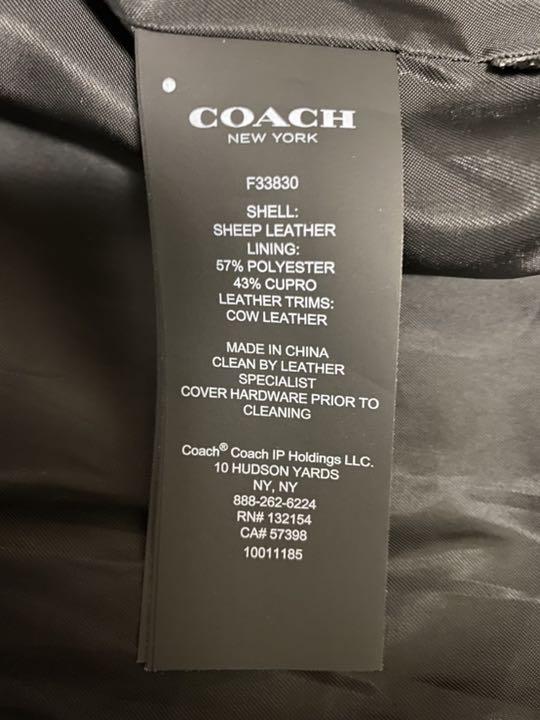 COACH
NEW YORK
F33830
SHELL:
SHEEP LEATHER
LINING:
57% POLYESTER
43% CUPRO
LEATHER TRIMS:
COW LEATHER
MADE IN CHINA
CLEAN BY LEATHER
SPECIALIST
COVER HARDWARE PRIOR TO
CLEANING
Coach® Coach IP Holdings LLC.
10 HUDSON YARDS
NY, NY
888-262-6224
RN# 132154
CA# 57398
10011185